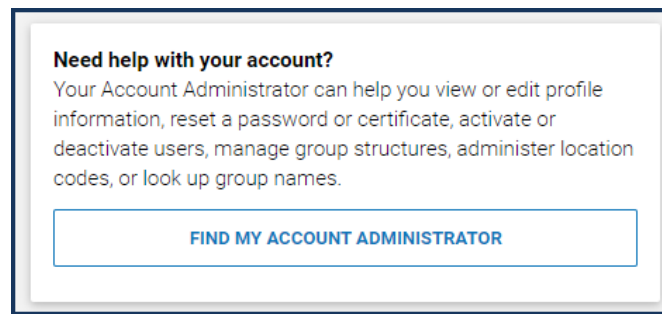 Need help with your account?
Your Account Administrator can help you view or edit profile
information, reset a password or certificate, activate or
deactivate users, manage group structures, administer location
codes, or look up group names.
FIND MY ACCOUNT ADMINISTRATOR